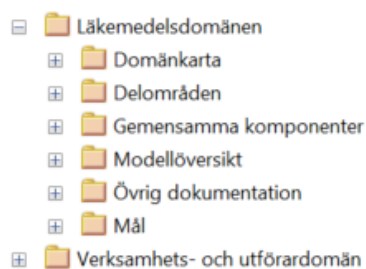 Läkemedelsdomänen
Domänkarta
Delområden
Gemensamma komponenter
Modellöversikt
Övrig dokumentation
Mål
Verksamhets- och utförardomän